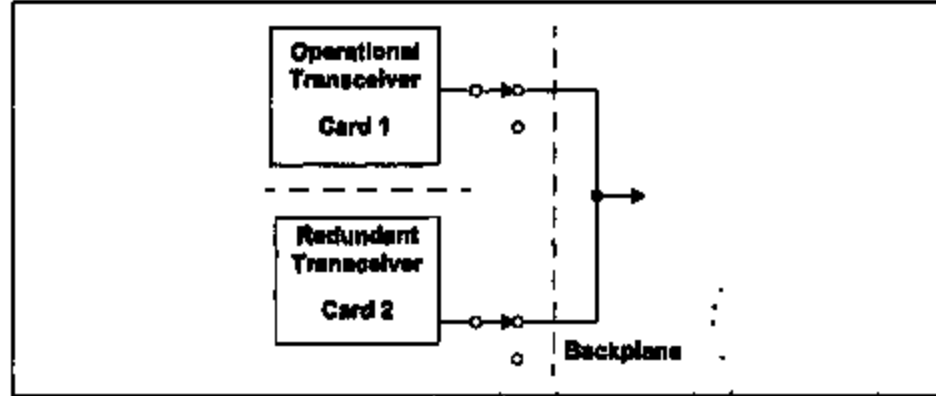 Operational
Transceiver
Card 1
Redundant
Transceiver
Card 2
Backplane